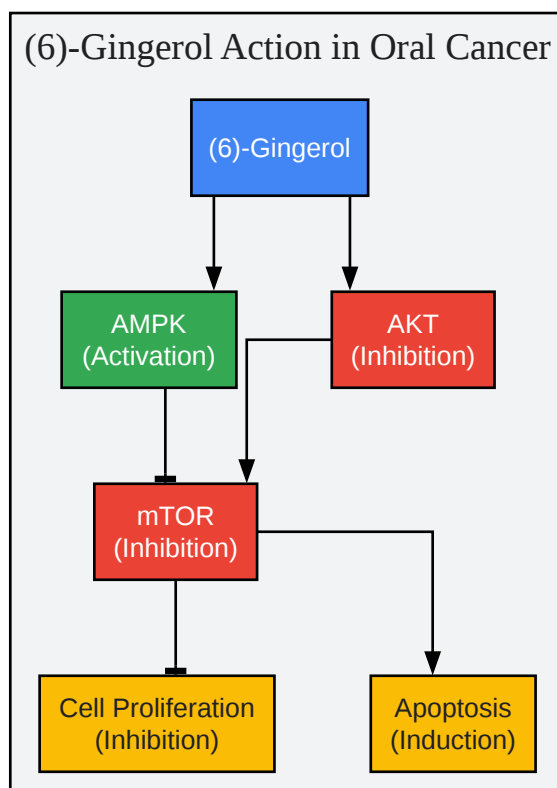 (6)-Gingerol Action in Oral Cancer
(6)-Gingerol
AMPK
(Activation)
AKT
(Inhibition)
mTOR
(Inhibition)
Cell Proliferation
(Inhibition)
Apoptosis
(Induction)